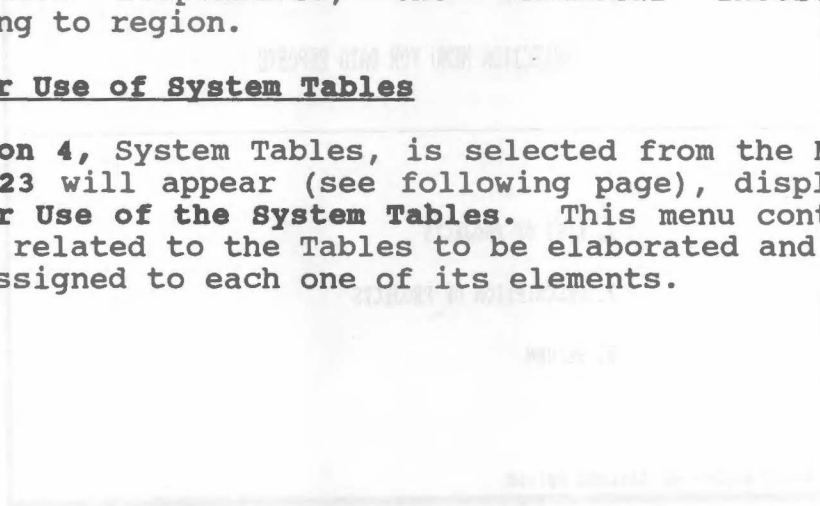 ng to region.
r Use of System Tables
on 4, System Tables, is selected from the
23 will appear (see following page), displ
r Use of the System Tables. This menu cont
related to the Tables to be elaborated and
ssigned to each one of its elements.